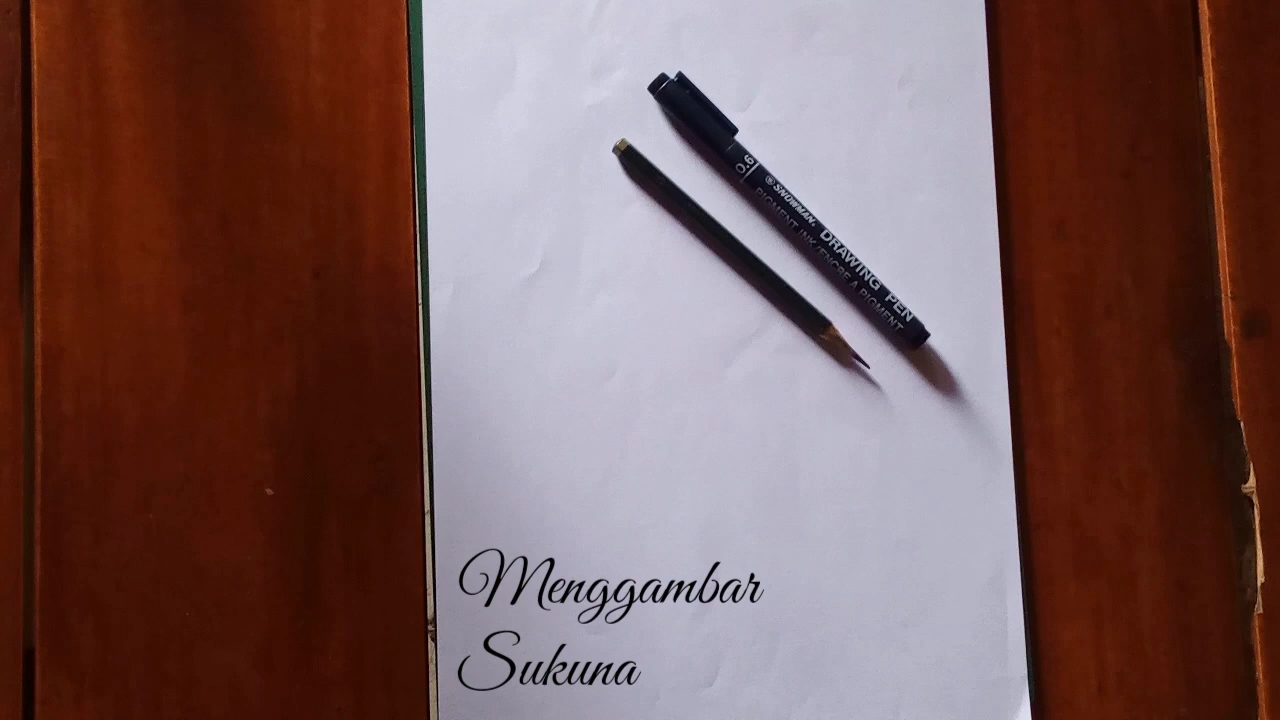 0.6
SNOWMAN DRAWING PEN
PIGMENT INK/ENCRE A PIGMENT
Menggambar
Sukuna